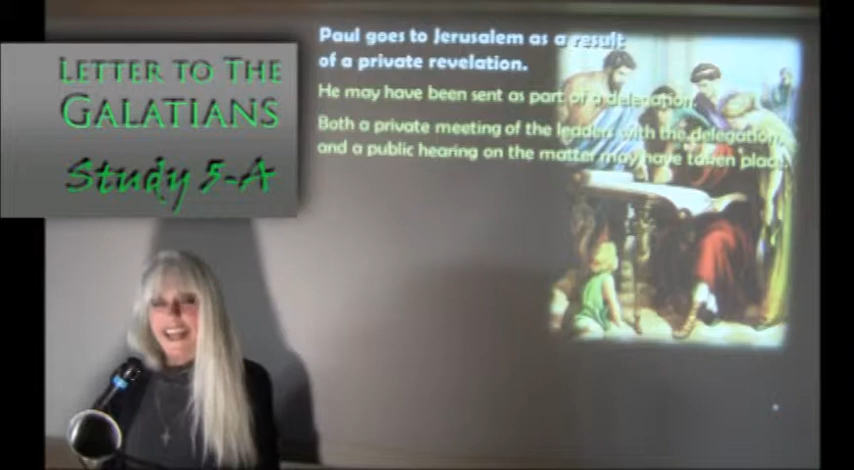 LETTER TO THE
GALATIANS
Study 5-A
Paul goes to Jerusalem as a result
of a private revelation.
He may have been sent as part of a delegation.
Both a private meeting of the leaders with the delegation,
and a public hearing on the matter may have taken place.